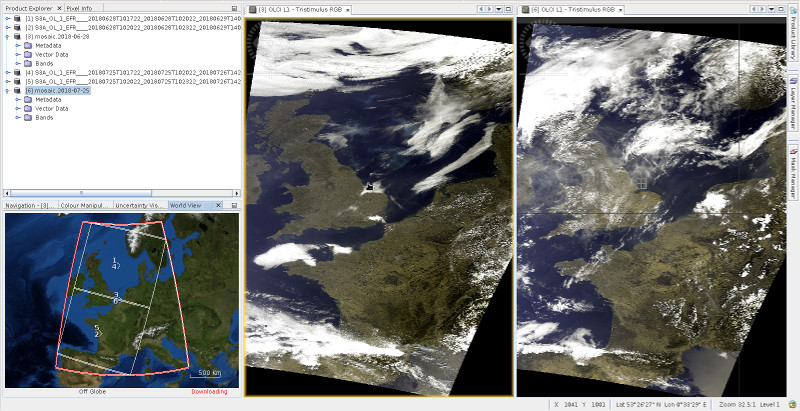 Product Explorer × Pixel Info
[1] S3A_OL_1_EFR____20180628T101722_20180628T102022_20180629T140
[2] S3A_OL_1_EFR____20180628T102022_20180628T102322_20180629T140
[3] mosaic.2018-06-28
Metadata
Vector Data
Bands
[4] S3A_OL_1_EFR____20180725T101722_20180725T102022_20180726T142
[5] S3A_OL_1_EFR____20180725T102022_20180725T102322_20180726T142
[6] mosaic.2018-07-25
Metadata
Vector Data
Bands
Navigation - [3]... Colour Manipul... Uncertainty Vis... World View ×
1
4
3
6
5
2
500 Km
Off Globe
Downloading
[3] OLCI L1 - Tristimulus RGB ×
[6] OLCI L1 - Tristimulus RGB ×
Product Library
Layer Manager
Mask Manager
X 1041 Y 1001 Lat 53°26'27" N Lon 0°33'29" E Zoom 32.5:1 Level 1